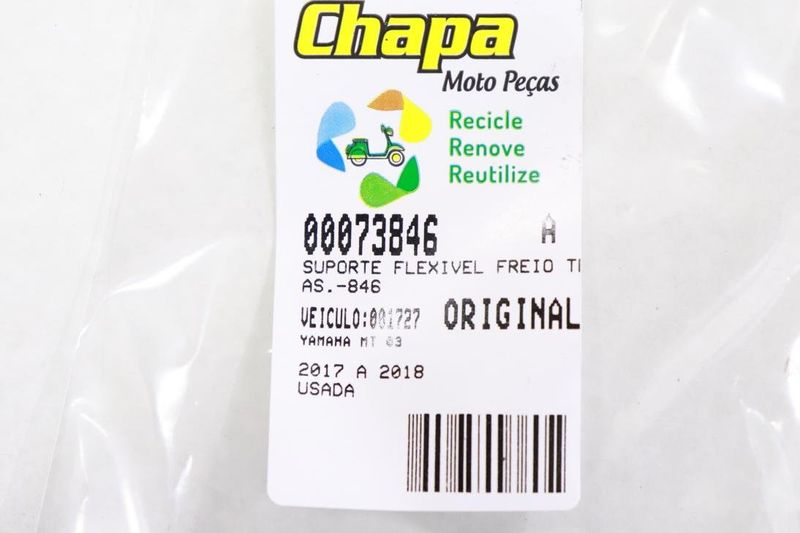 Chapa
Moto Peças
Recicle
Renove
Reutilize
00073846 A
SUPORTE FLEXIVEL FREIO
AS.-846
VEICULO:001727 ORIGINAL
YAMAHA MT 03
2017 A 2018
USADA